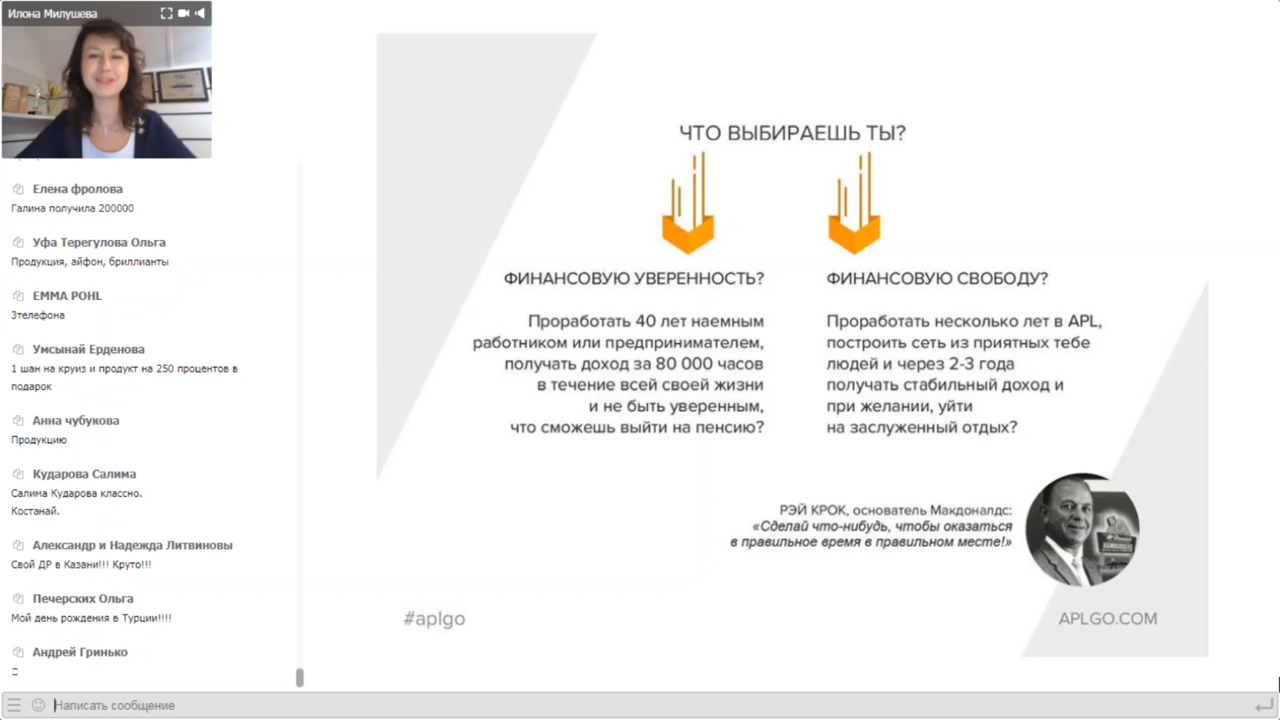 Илона Милушева
Елена фролова
Галина получила 200000
Уфа Терегулова Ольга
Продукция, айфон, бриллианты
ЕММА РОНL
3телефона
Умсынай Ерденова
1 шан на круиз и продукт на 250 процентов в
подарок
Анна чубукова
Продукцию
Кударова Салима
Салима Кударова классно.
Костанай.
Александр и Надежда Литвиновы
Свой ДР в Казани!!! Круто!!!
Печерских Ольга
Мой день рождения в Турции!!!!
Андрей Гринько
Написать сообщение
ЧТО ВЫБИРАЕШЬ ТЫ?
ФИНАНСОВУЮ УВЕРЕННОСТЬ?
Проработать 40 лет наемным
работником или предпринимателем,
получать доход за 80 000 часов
в течение всей своей жизни
и не быть уверенным,
что сможешь выйти на пенсию?
ФИНАНСОВУЮ СВОБОДУ?
Проработать несколько лет в APL,
построить сеть из приятных тебе
людей и через 2-3 года
получать стабильный доход и
при желании, уйти
на заслуженный отдых?
РЭЙ КРОК, основатель Макдоналдс:
«Сделай что-нибудь, чтобы оказаться
в правильное время в правильном месте!»
#aplgo
APLGO.COM